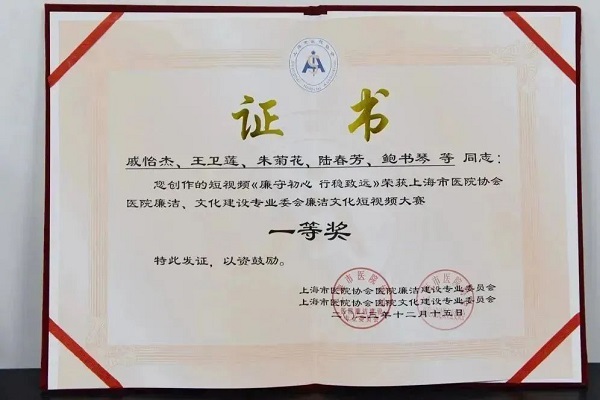 证书
戚怡杰、王卫莲、朱菊花、陆春芳、鲍书琴 等 同志：
您创作的短视频《廉守初心 行稳致远》荣获上海市医院协会
医院廉洁、文化建设专业委会廉洁文化短视频大赛
一等奖
特此发证，以资鼓励。
上海市医院协会医院廉洁建设专业委员会
上海市医院协会医院文化建设专业委员会
年十二月十五日